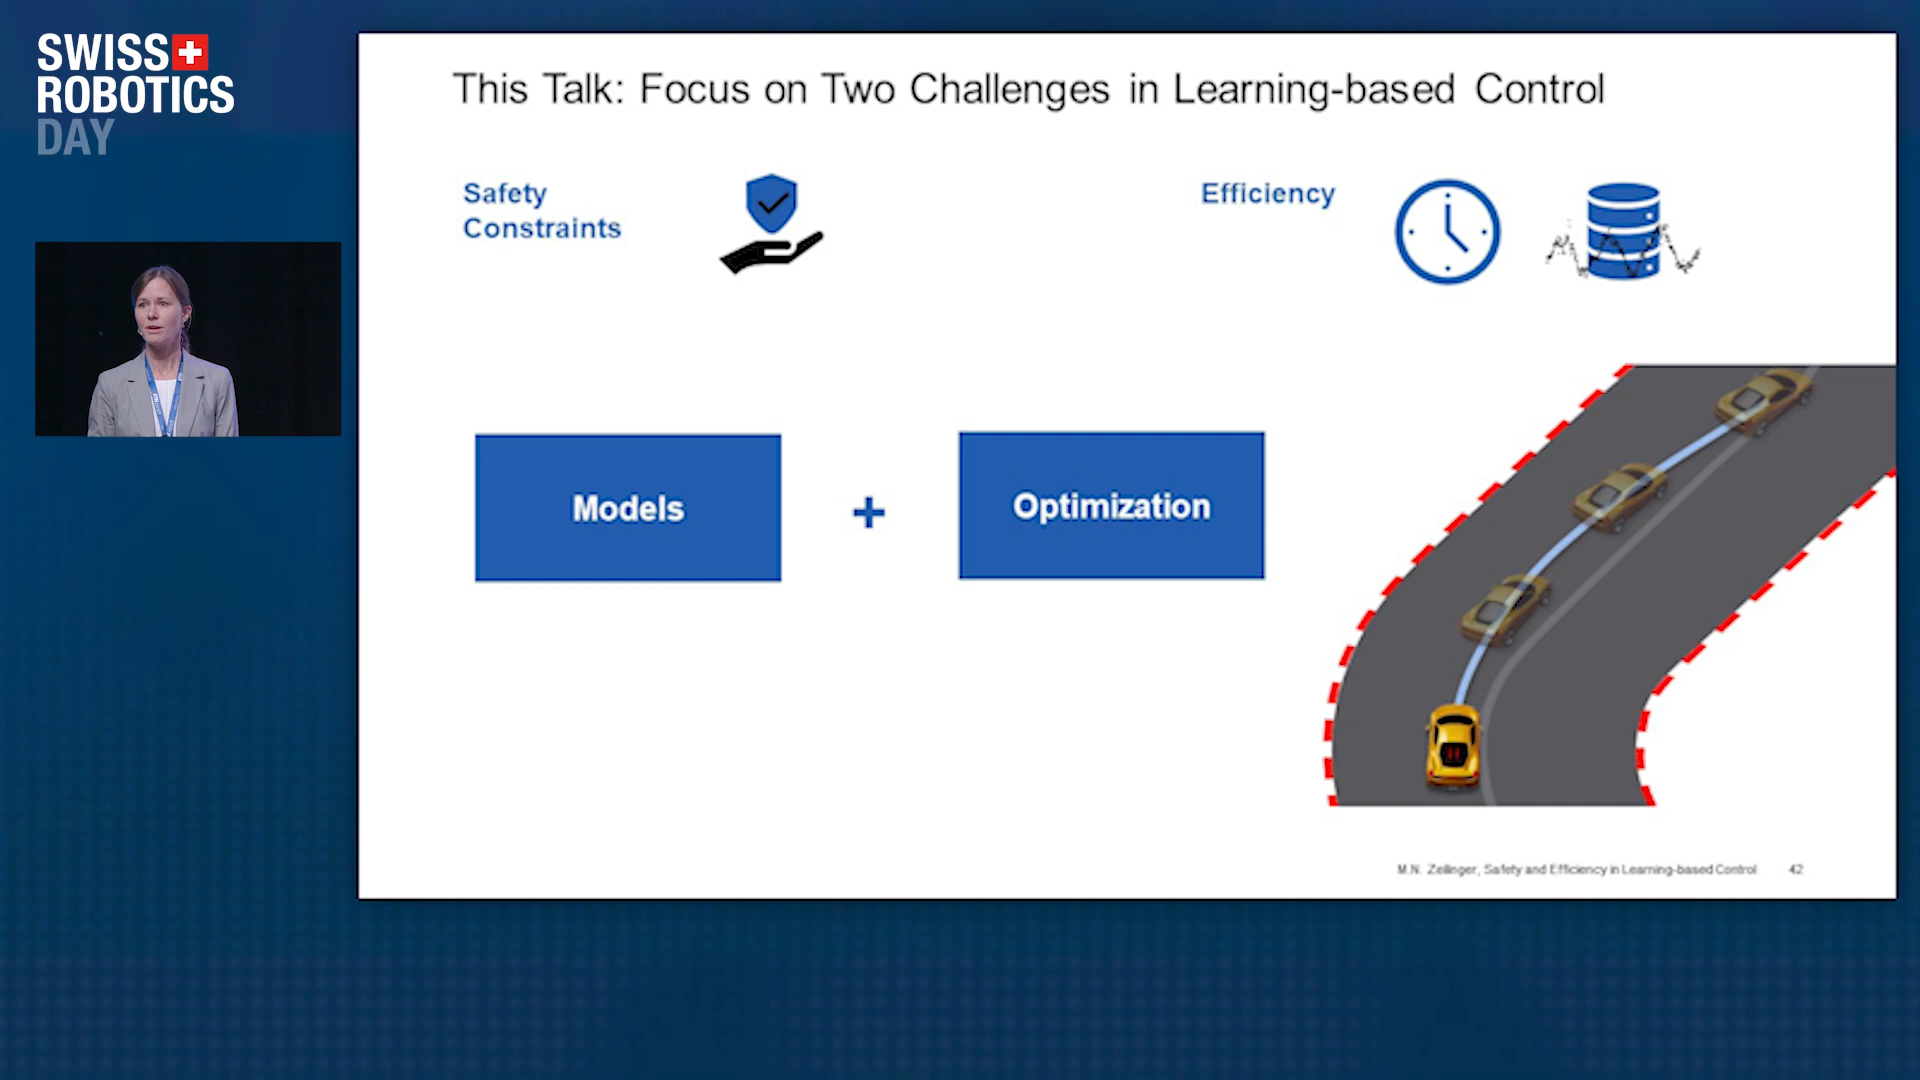 SWISS
ROBOTICS
DAY
This Talk: Focus on Two Challenges in Learning-based Control
Safety
Constraints
Efficiency
Models
+
Optimization
M.N. Zeilinger, Safety and Efficiency in Learning-based Control 42